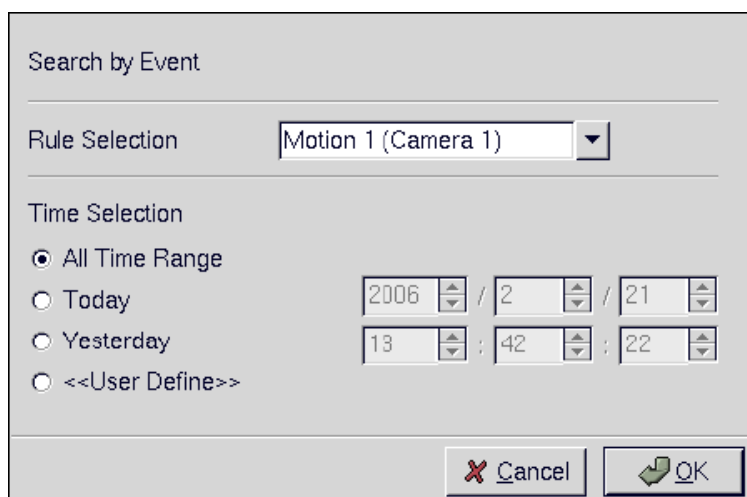 Search by Event
Rule Selection Motion 1 (Camera 1)
Time Selection
All Time Range
Today 2006 / 2 / 21
Yesterday 13 : 42 : 22
<<User Define>>
Cancel OK